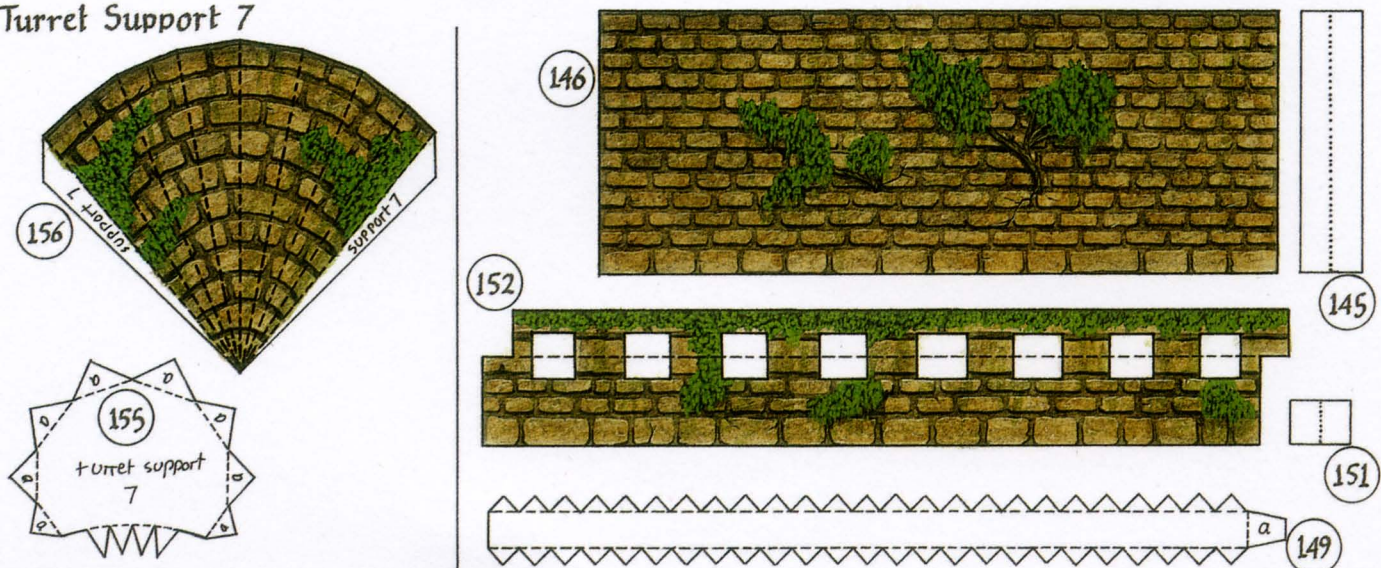 Turret Support 7
146
156
support 7
support 7
145
152
155
a
a
a
a
a
a
a
a
turret support
7
151
a
149